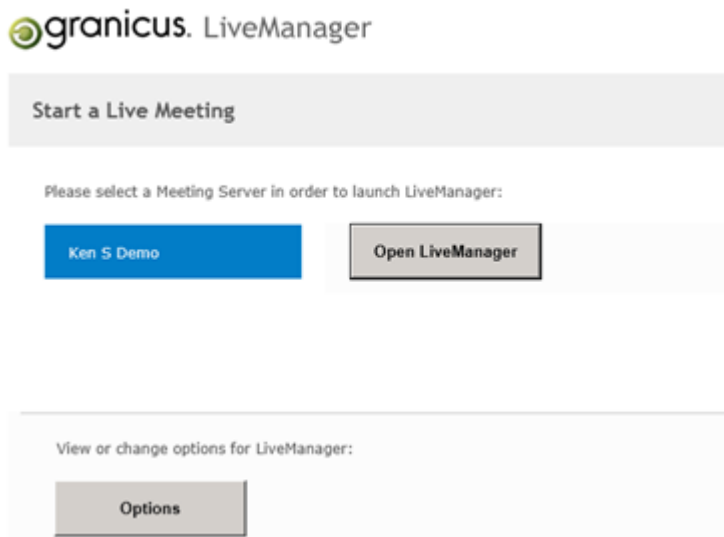 granicus. LiveManager
Start a Live Meeting
Please select a Meeting Server in order to launch LiveManager:
Ken S Demo
Open LiveManager
View or change options for LiveManager:
Options